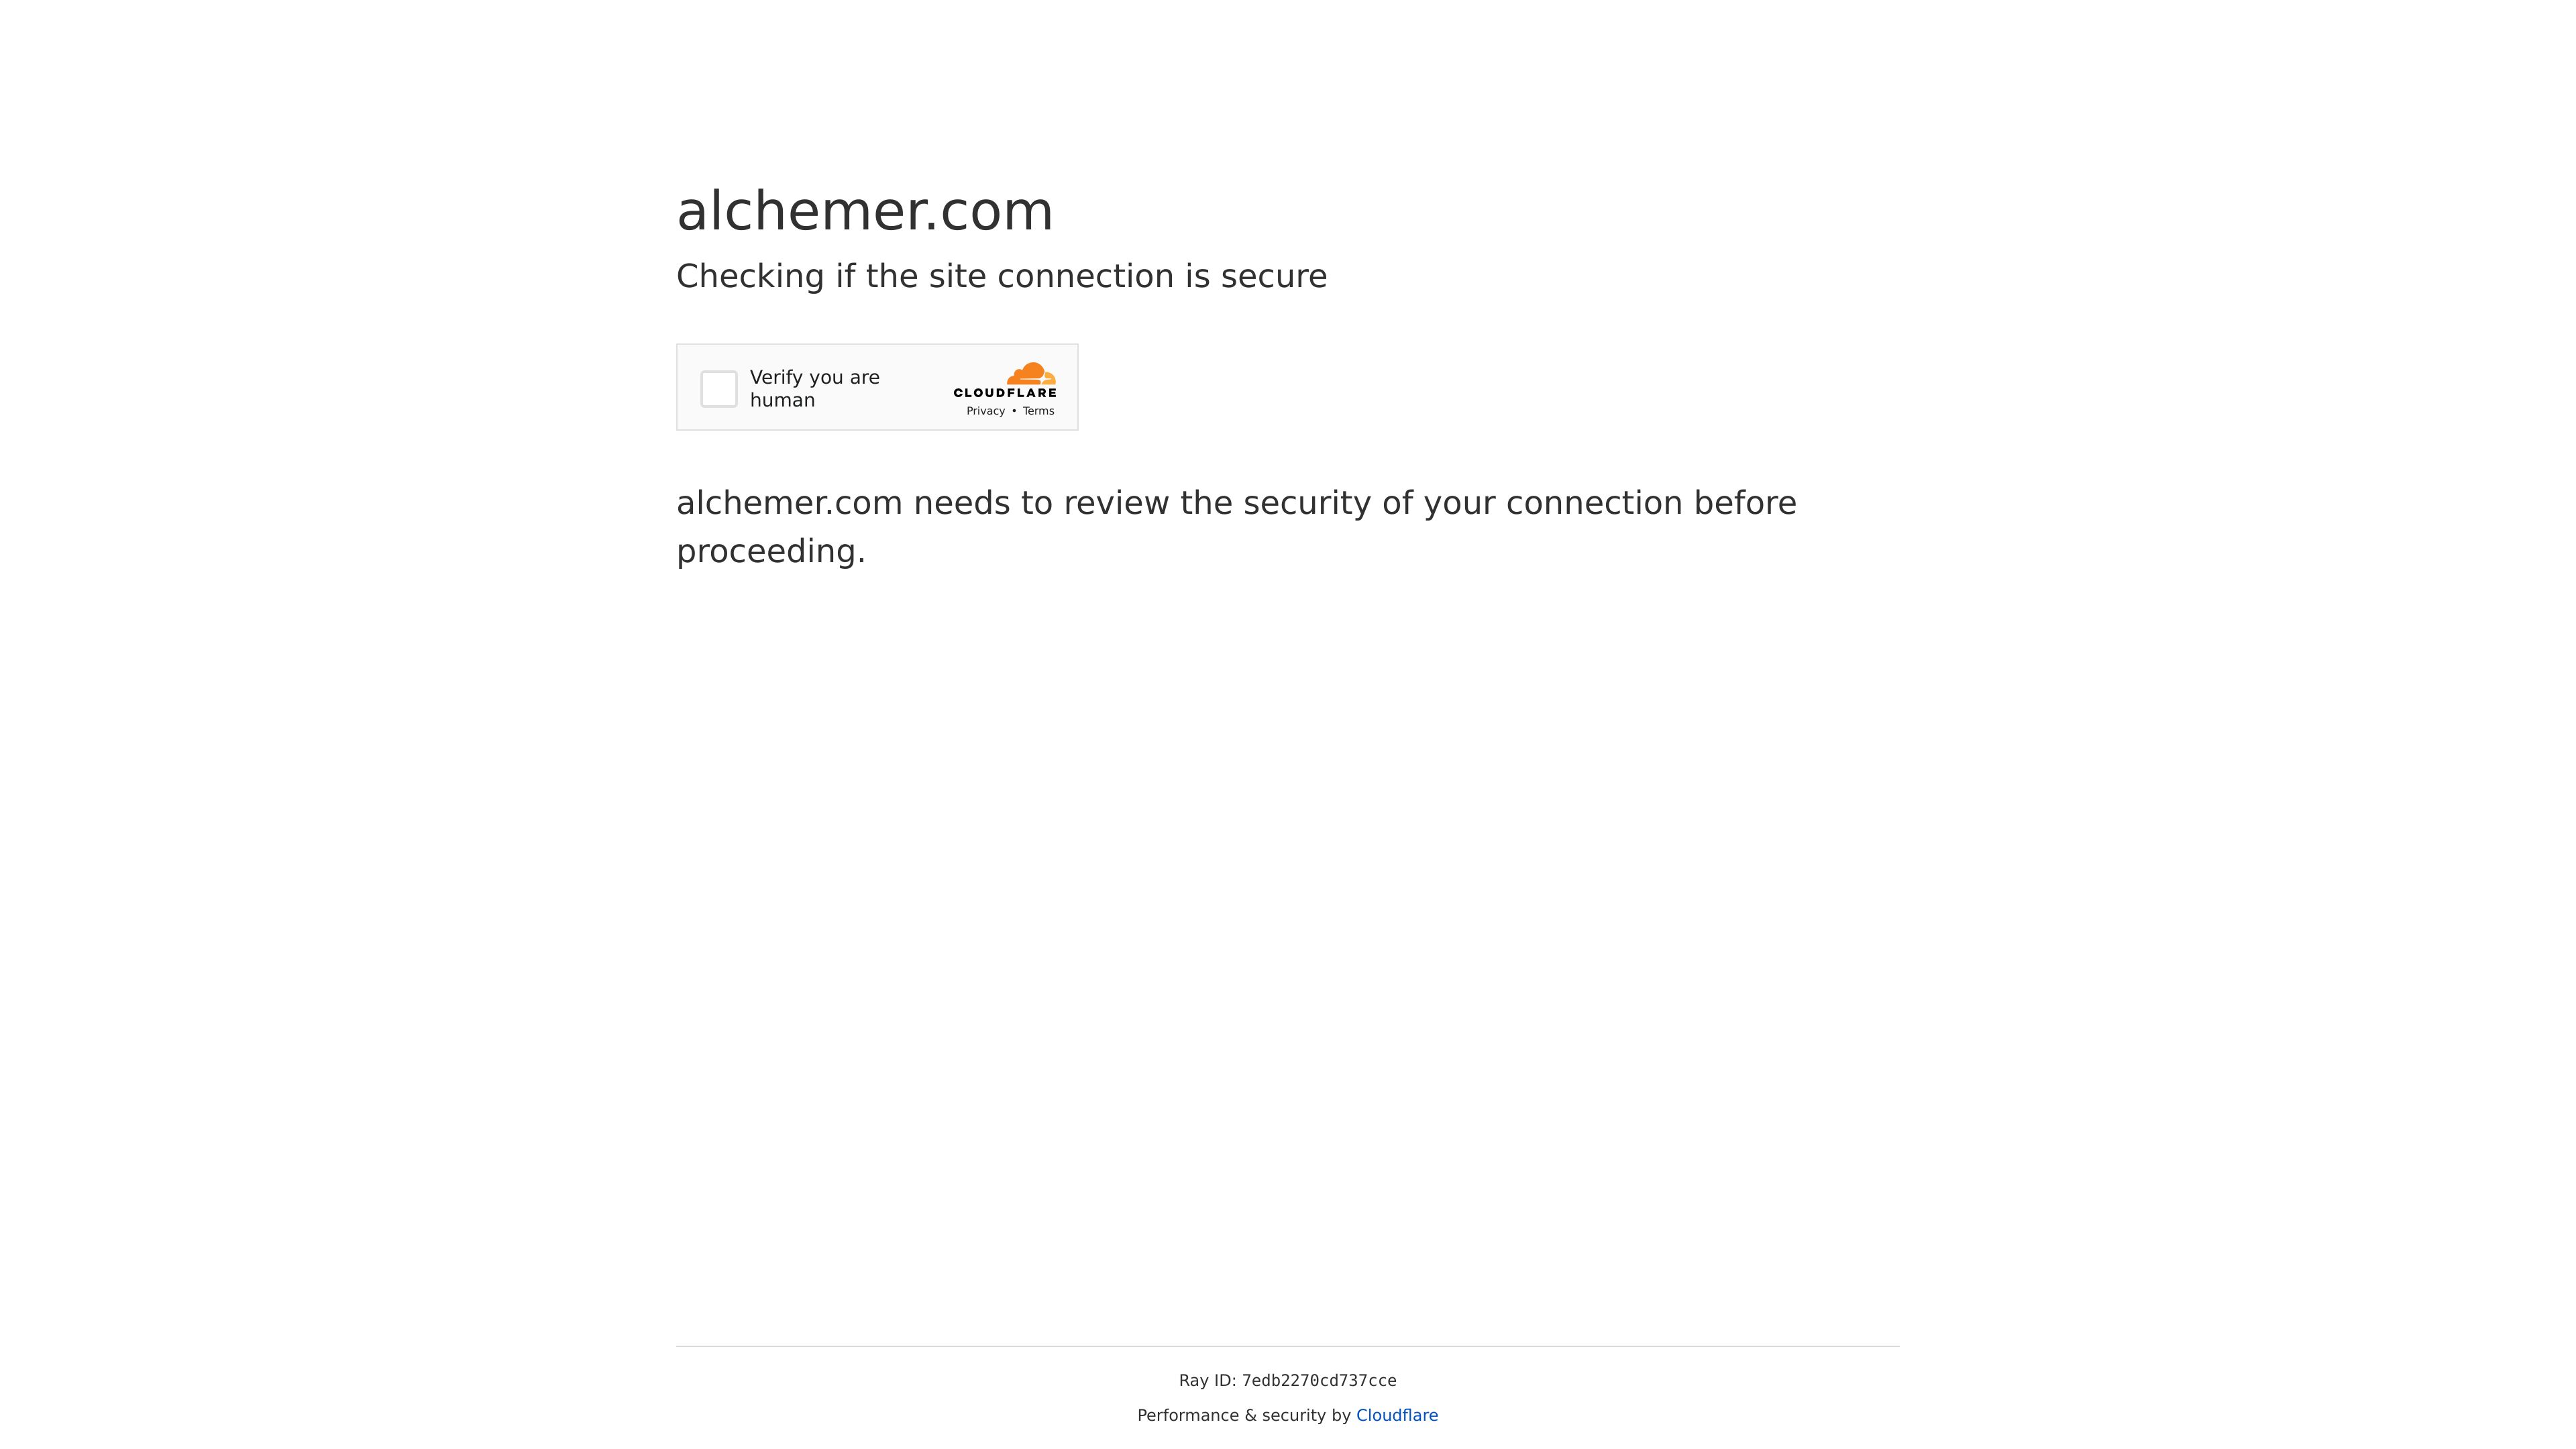 alchemer.com
Checking if the site connection is secure
Verify you are
human
CLOUDFLARE
Privacy • Terms
alchemer.com needs to review the security of your connection before
proceeding.
Ray ID: 7edb2270cd737cce
Performance & security by Cloudflare